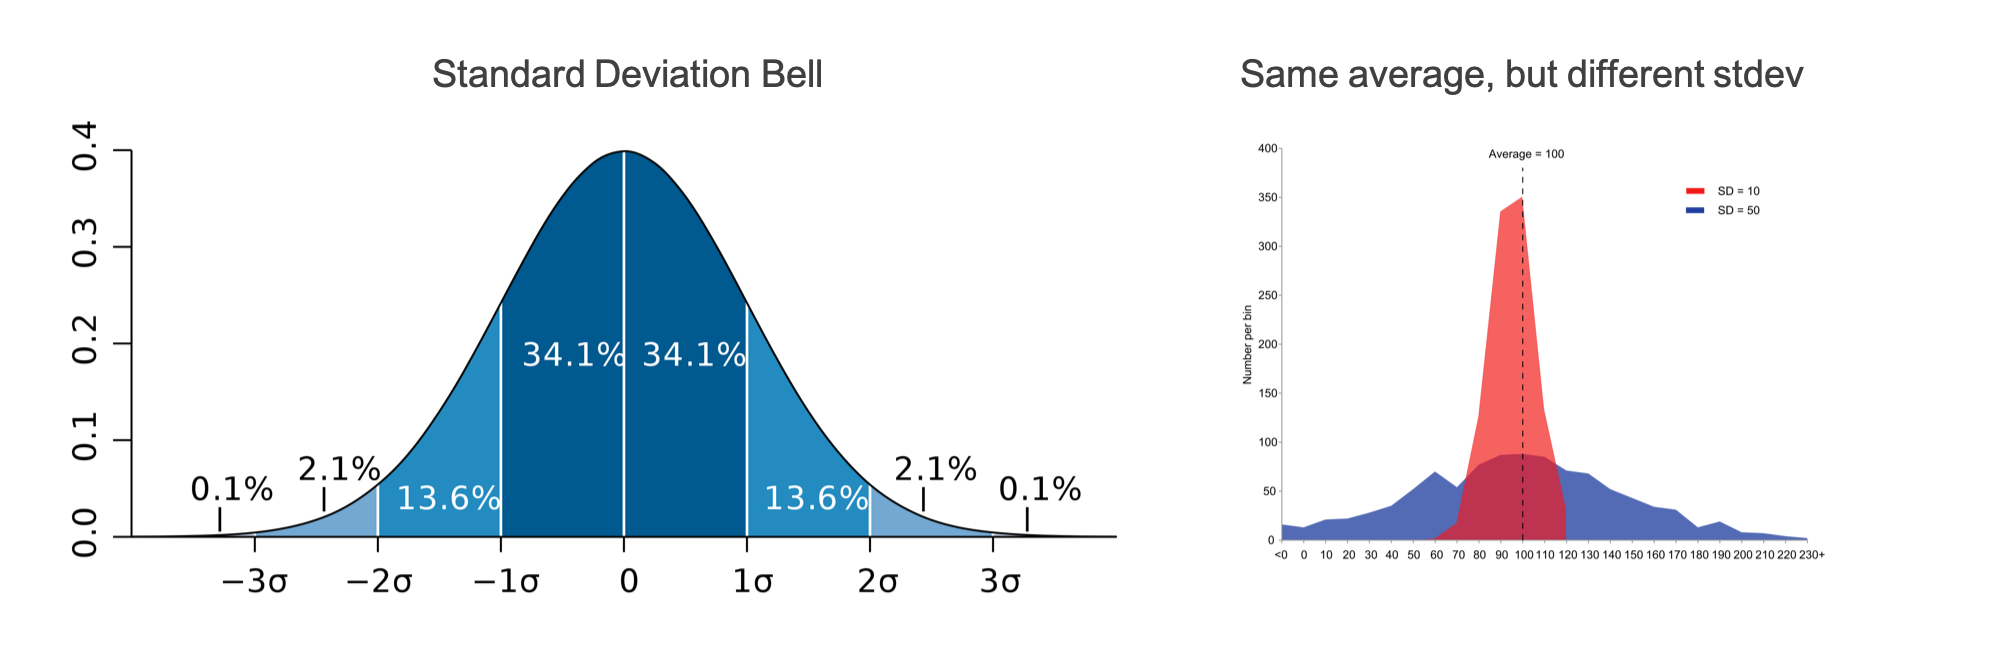 Standard Deviation Bell
0.4
0.3
0.2
0.1
0.0
34.1% 34.1%
0.1% 2.1% 13.6% 13.6% 2.1% 0.1%
−3σ −2σ −1σ 0 1σ 2σ 3σ
Same average, but different stdev
Average = 100
SD = 10
SD = 50
Number per bin
400
350
300
250
200
150
100
50
0
<0 0 10 20 30 40 50 60 70 80 90 100 110 120 130 140 150 160 170 180 190 200 210 220 230+